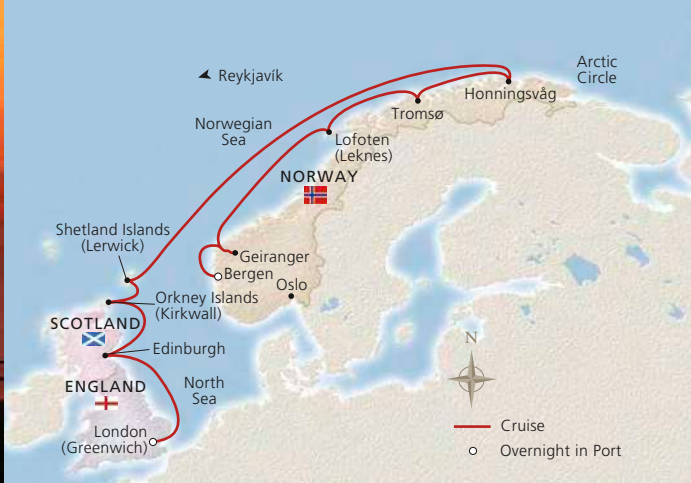 Arctic
Circle
Reykjavík
Honningsvåg
Tromsø
Norwegian
Sea
Lofoten
(Leknes)
NORWAY
Shetland Islands
(Lerwick)
Geiranger
Bergen
Oslo
Orkney Islands
(Kirkwall)
SCOTLAND
Edinburgh
N
ENGLAND
North
Sea
London
(Greenwich)
Cruise
Overnight in Port